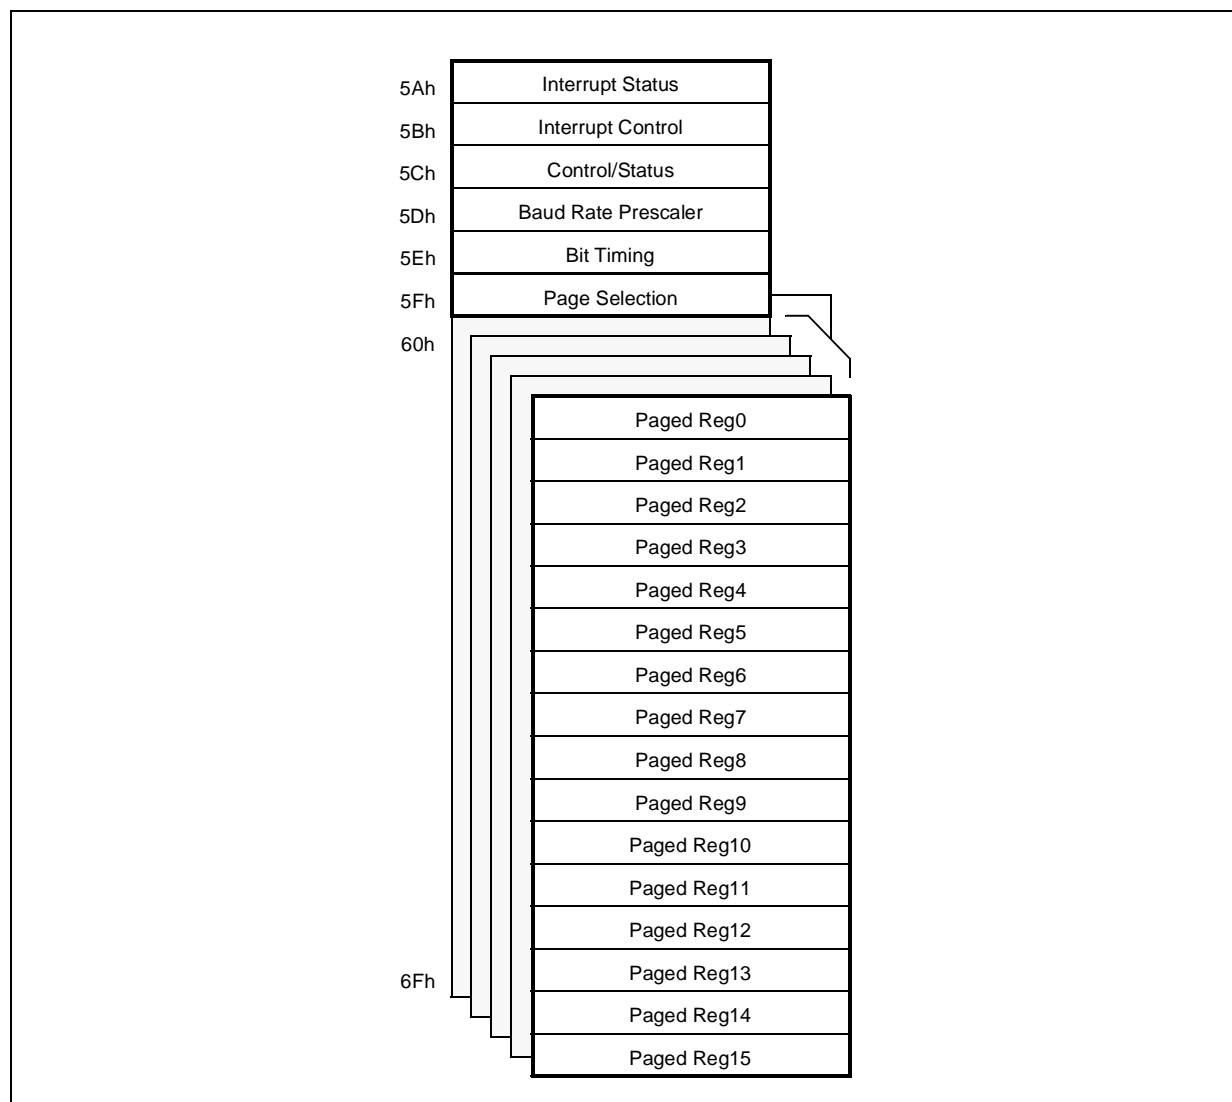 5Ah Interrupt Status
5Bh Interrupt Control
5Ch Control/Status
5Dh Baud Rate Prescaler
5Eh Bit Timing
5Fh Page Selection
60h
Paged Reg0
Paged Reg1
Paged Reg2
Paged Reg3
Paged Reg4
Paged Reg5
Paged Reg6
Paged Reg7
Paged Reg8
Paged Reg9
Paged Reg10
Paged Reg11
Paged Reg12
6Fh Paged Reg13
Paged Reg14
Paged Reg15